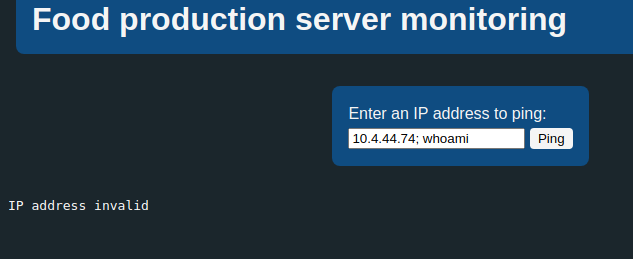 Food production server monitoring
Enter an IP address to ping:
10.4.44.74; whoami Ping
IP address invalid